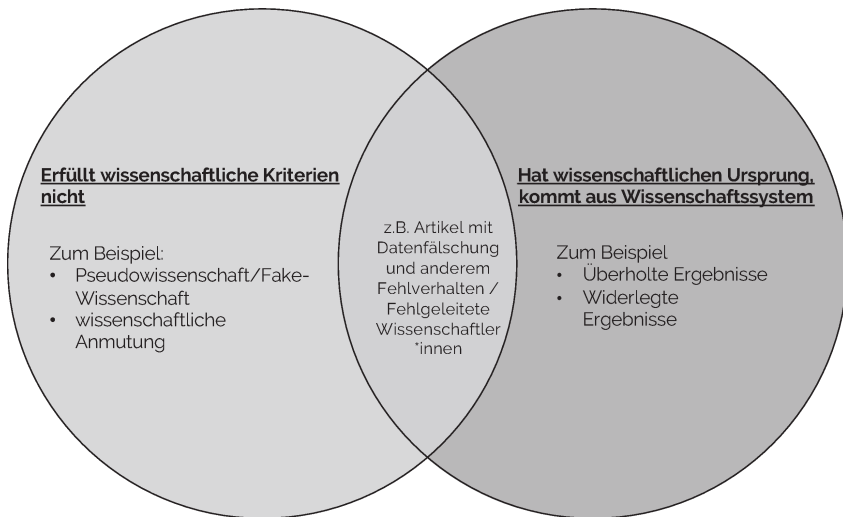 Erfüllt wissenschaftliche Kriterien
nicht
Zum Beispiel:
• Pseudowissenschaft/Fake-
Wissenschaft
• wissenschaftliche
Anmutung
z.B. Artikel mit
Datenfälschung
und anderem
Fehlverhalten /
Fehlgeleitete
Wissenschaftler
*innen
Hat wissenschaftlichen Ursprung,
kommt aus Wissenschaftssystem
Zum Beispiel
• Überholte Ergebnisse
• Widerlegte
Ergebnisse